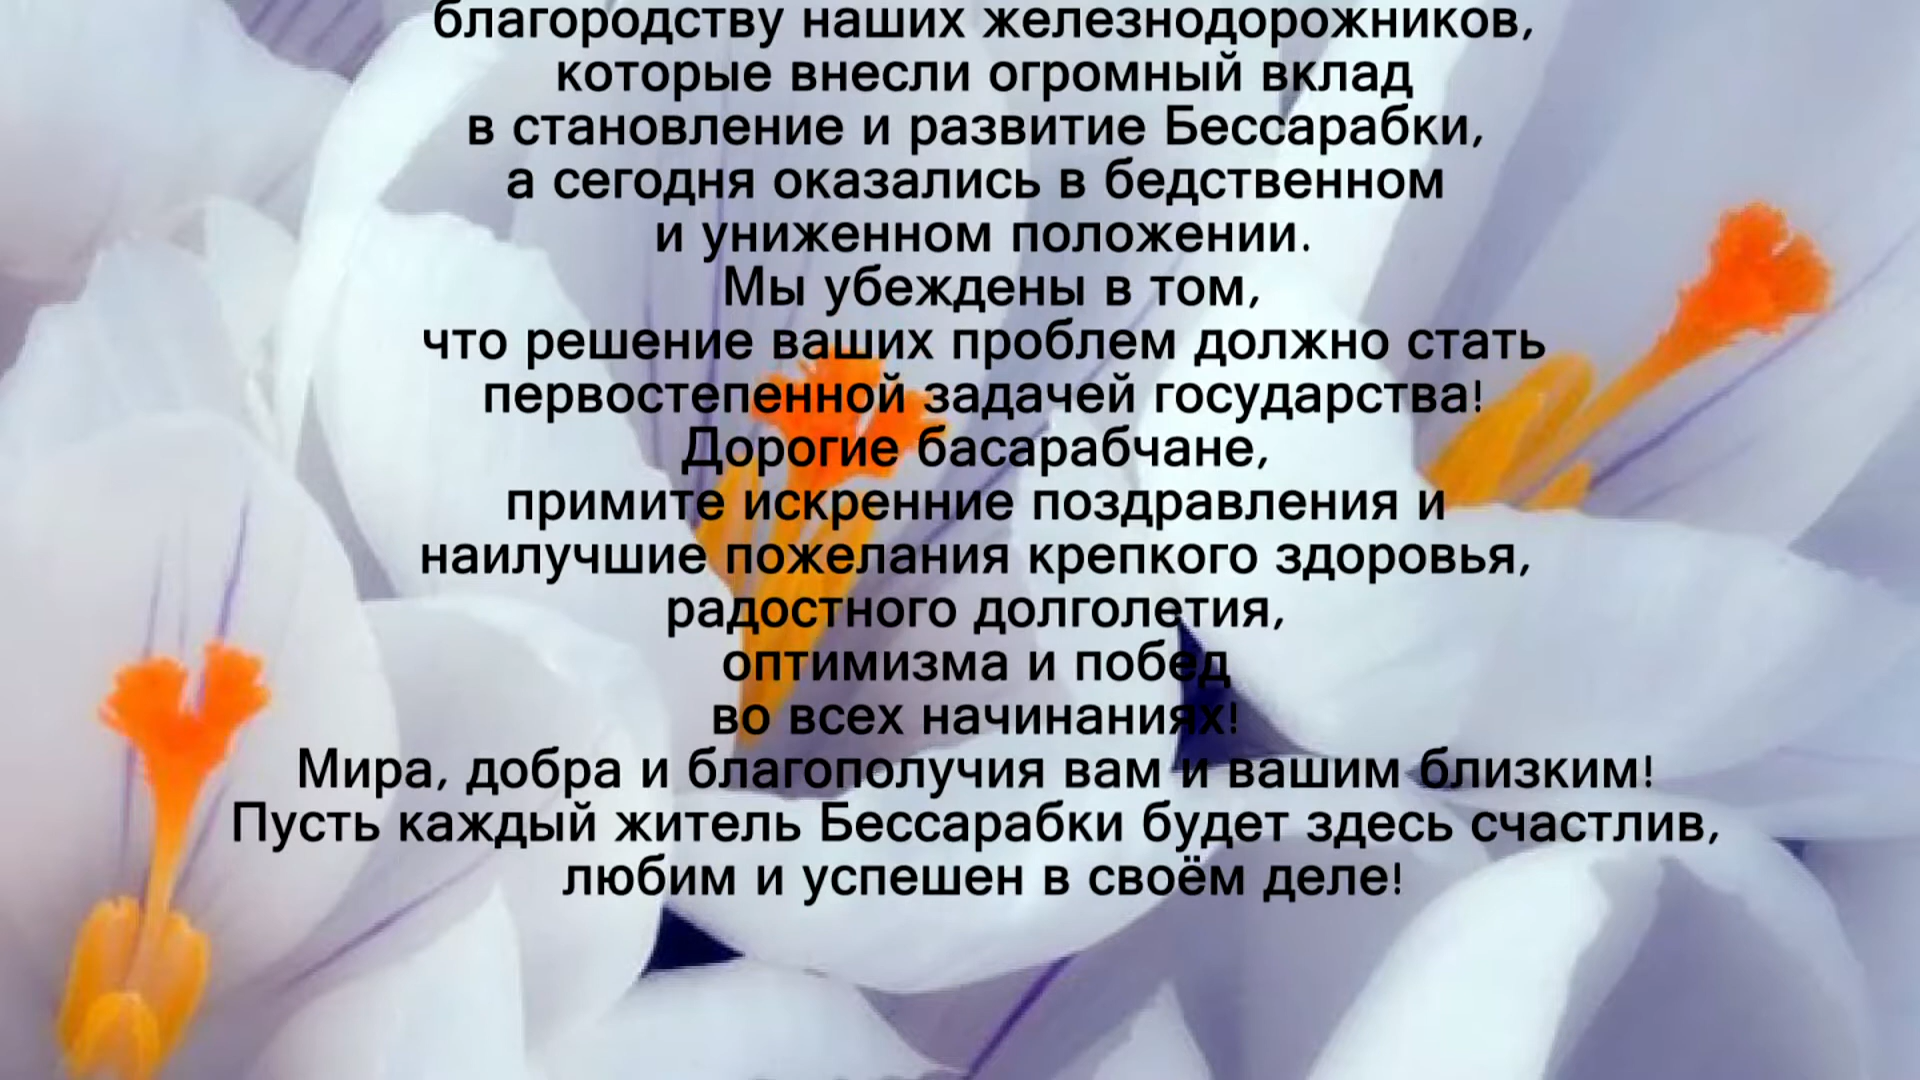 благородству наших железнодорожников,
которые внесли огромный вклад
в становление и развитие Бессарабки,
а сегодня оказались в бедственном
и униженном положении.
Мы убеждены в том,
что решение ваших проблем должно стать
первостепенной задачей государства!
Дорогие басарабчане,
примите искренние поздравления и
наилучшие пожелания крепкого здоровья,
радостного долголетия,
оптимизма и побед
во всех начинаниях!
Мира, добра и благополучия вам и вашим близким!
Пусть каждый житель Бессарабки будет здесь счастлив,
любим и успешен в своём деле!